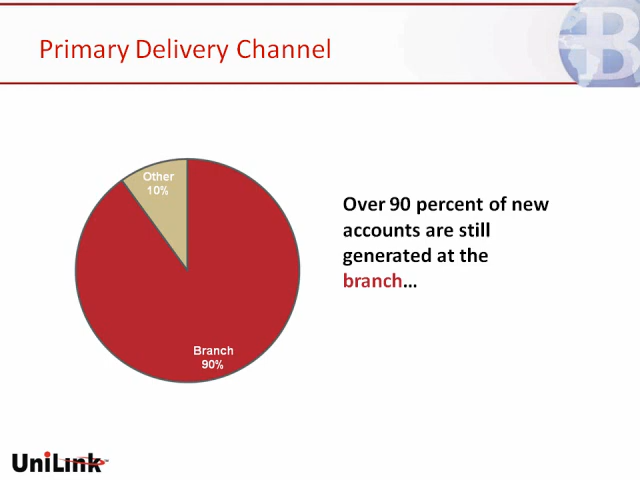 Primary Delivery Channel
B
Other
10%
Over 90 percent of new
accounts are still
generated at the
branch...
Branch
90%
UniLink